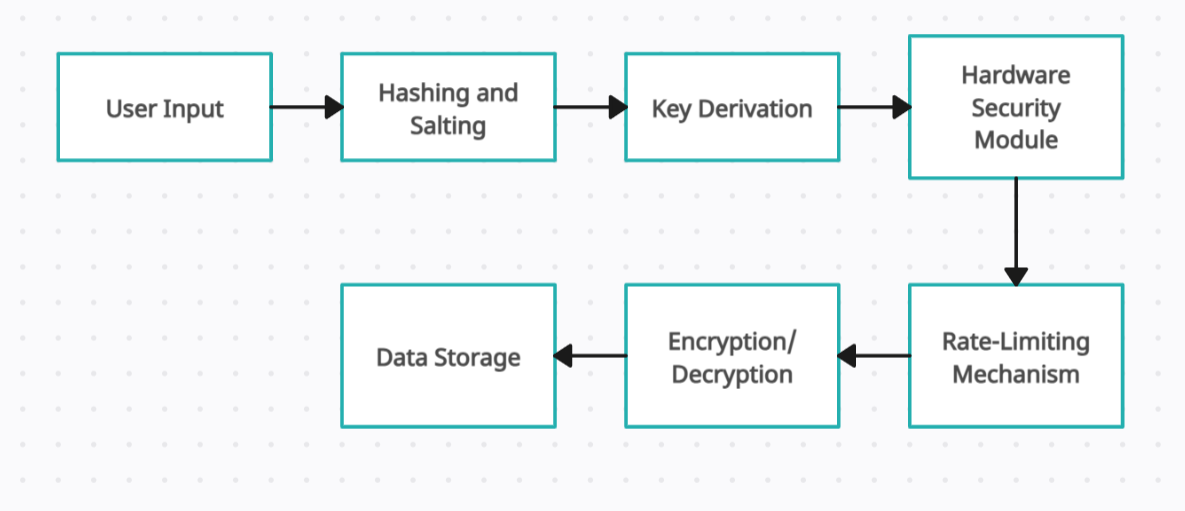 User Input
Hashing and
Salting
Key Derivation
Hardware
Security
Module
Data Storage
Encryption/
Decryption
Rate-Limiting
Mechanism